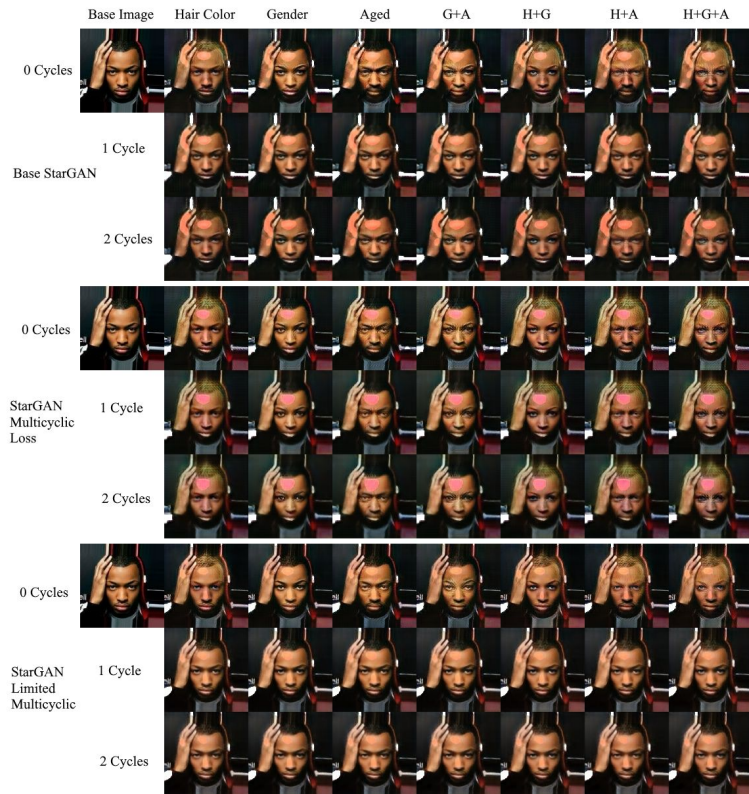 Base Image Hair Color Gender Aged G+A H+G H+A H+G+A
0 Cycles
1 Cycle
Base StarGAN
2 Cycles
0 Cycles
StarGAN
Multicyclic
Loss
1 Cycle
2 Cycles
0 Cycles
StarGAN
Limited
Multicyclic
1 Cycle
2 Cycles